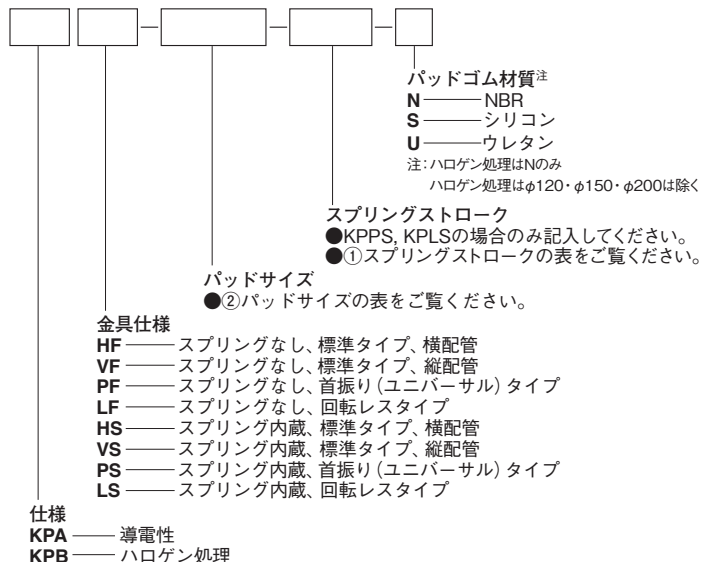 パッドゴム材質注
N——NBR
S——シリコン
U——ウレタン
注：ハロゲン処理はNのみ
ハロゲン処理はφ120・φ150・φ200は除く
スプリングストローク
●KPPS, KPLSの場合のみ記入してください。
●①スプリングストロークの表をご覧ください。
パッドサイズ
●②パッドサイズの表をご覧ください。
金具仕様
HF——スプリングなし、標準タイプ、横配管
VF——スプリングなし、標準タイプ、縦配管
PF——スプリングなし、首振り（ユニバーサル）タイプ
LF——スプリングなし、回転レスタイプ
HS——スプリング内蔵、標準タイプ、横配管
VS——スプリング内蔵、標準タイプ、縦配管
PS——スプリング内蔵、首振り（ユニバーサル）タイプ
LS——スプリング内蔵、回転レスタイプ
仕様
KPA——導電性
KPB——ハロゲン処理